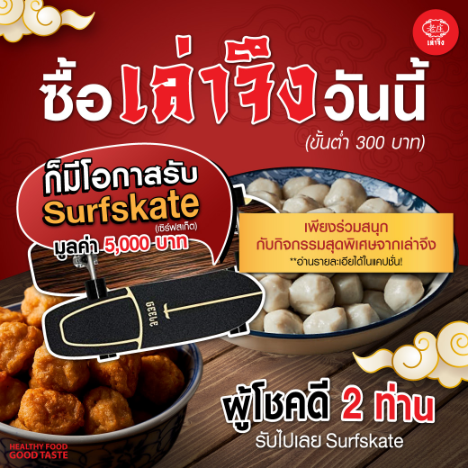 เล่าจึง
ซื้อ เล่าจึง วันนี้
(ขั้นต่ำ 300 บาท)
ก็มีโอกาสรับ
Surfskate
(เซิร์ฟสเก็ต)
มูลค่า 5,000 บาท
เพียงร่วมสนุก
กับกิจกรรมสุดพิเศษจากเล่าจึง
**อ่านรายละเอียดได้ในแคปชั่น!
ผู้โชคดี 2 ท่าน
รับไปเลย Surfskate
HEALTHY FOOD
GOOD TASTE